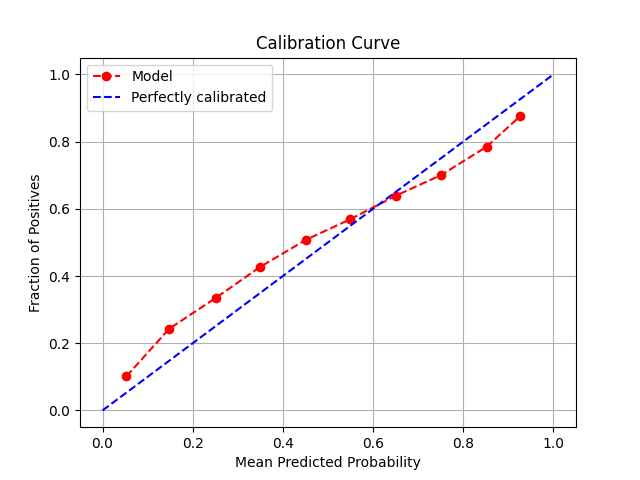 Calibration Curve
Model
Perfectly calibrated
1.0
0.8
0.6
0.4
0.2
0.0
Fraction of Positives
0.0 0.2 0.4 0.6 0.8 1.0
Mean Predicted Probability